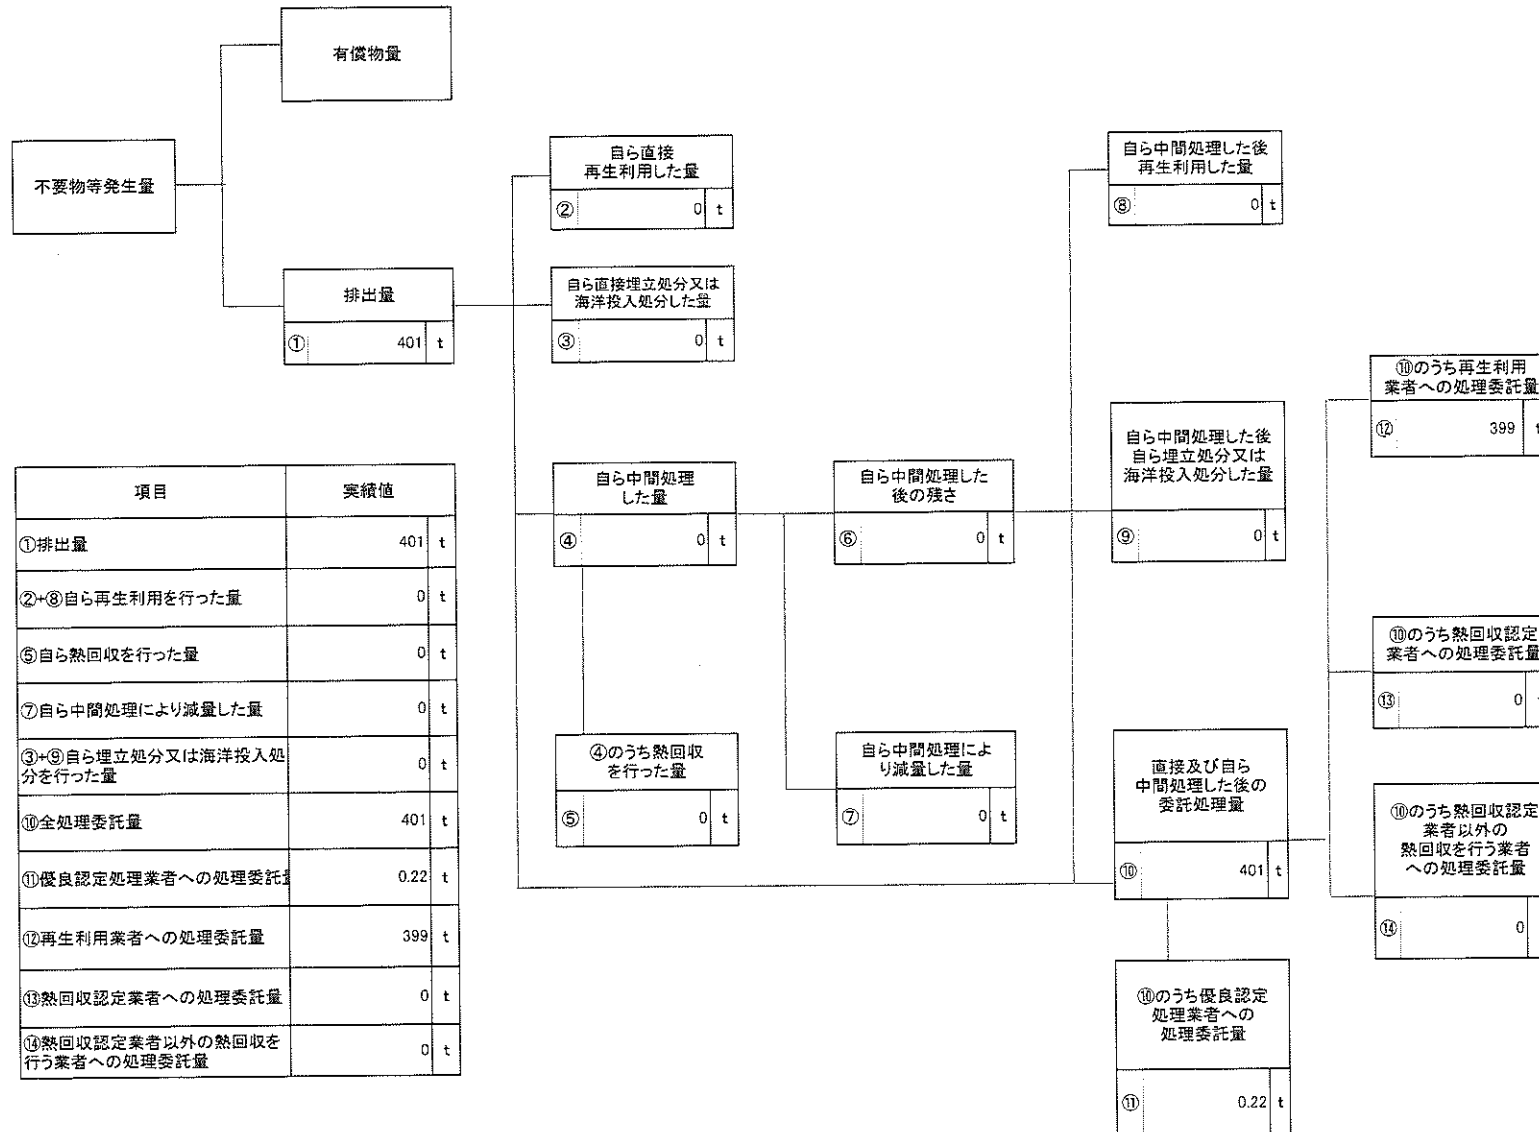 有償物量
不要物等発生量
排出量
① 401 t
自ら直接
再生利用した量
② 0 t
自ら直接埋立処分又は
海洋投入処分した量
③ 0 t
自ら中間処理
した量
④ 0 t
④のうち熱回収
を行った量
⑤ 0 t
自ら中間処理した
後の残さ
⑥ 0 t
自ら中間処理によ
り減量した量
⑦ 0 t
自ら中間処理した後
再生利用した量
⑧ 0 t
自ら中間処理した後
自ら埋立処分又は
海洋投入処分した量
⑨ 0 t
直接及び自ら
中間処理した後の
委託処理量
⑩ 401 t
⑩のうち優良認定
処理業者への
処理委託量
⑪ 0.22 t
⑩のうち再生利用
業者への処理委託量
⑫ 399 t
⑩のうち熱回収認定
業者への処理委託量
⑬ 0
⑩のうち熱回収認定
業者以外の
熱回収を行う業者
への処理委託量
⑭ 0
項目 実績値
①排出量 401 t
②+⑧自ら再生利用を行った量 0 t
⑤自ら熱回収を行った量 0 t
⑦自ら中間処理により減量した量 0 t
③+⑨自ら埋立処分又は海洋投入処
分を行った量 0 t
⑩全処理委託量 401 t
⑪優良認定処理業者への処理委託 0.22 t
⑫再生利用業者への処理委託量 399 t
⑬熱回収認定業者への処理委託量 0 t
⑭熱回収認定業者以外の熱回収を
行う業者への処理委託量 0 t